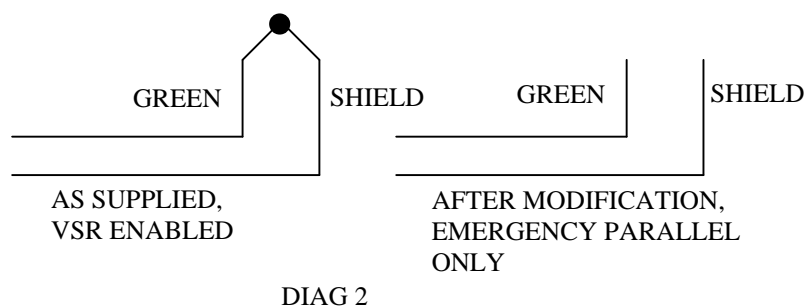 GREEN
SHIELD
GREEN
SHIELD
AS SUPPLIED,
VSR ENABLED
AFTER MODIFICATION,
EMERGENCY PARALLEL
ONLY
DIAG 2